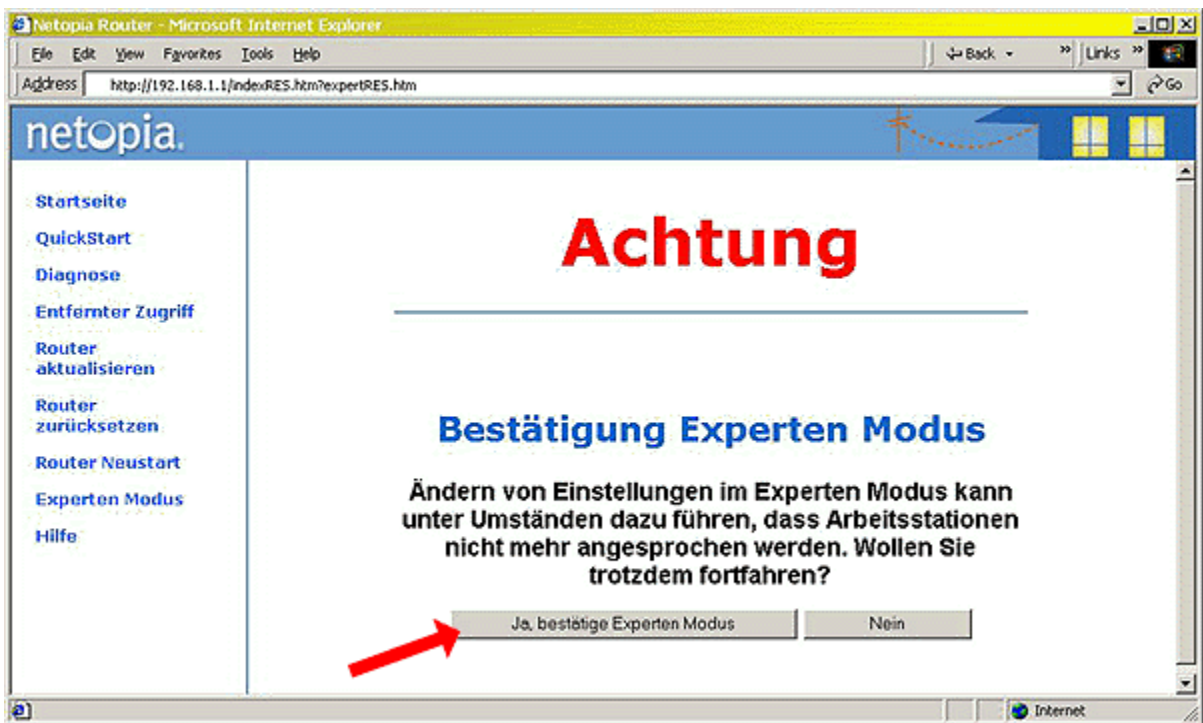 Netopia Router - Microsoft Internet Explorer
File Edit View Favorites Tools Help
Back
» Links »
Address http://192.168.1.1/indexRES.htm?expertRES.htm
Go
netopia.
Startseite
QuickStart
Diagnose
Entfernter Zugriff
Router
aktualisieren
Router
zurücksetzen
Router Neustart
Experten Modus
Hilfe
Achtung
Bestätigung Experten Modus
Ändern von Einstellungen im Experten Modus kann
unter Umständen dazu führen, dass Arbeitsstationen
nicht mehr angesprochen werden. Wollen Sie
trotzdem fortfahren?
Ja, bestätige Experten Modus
Nein
Internet